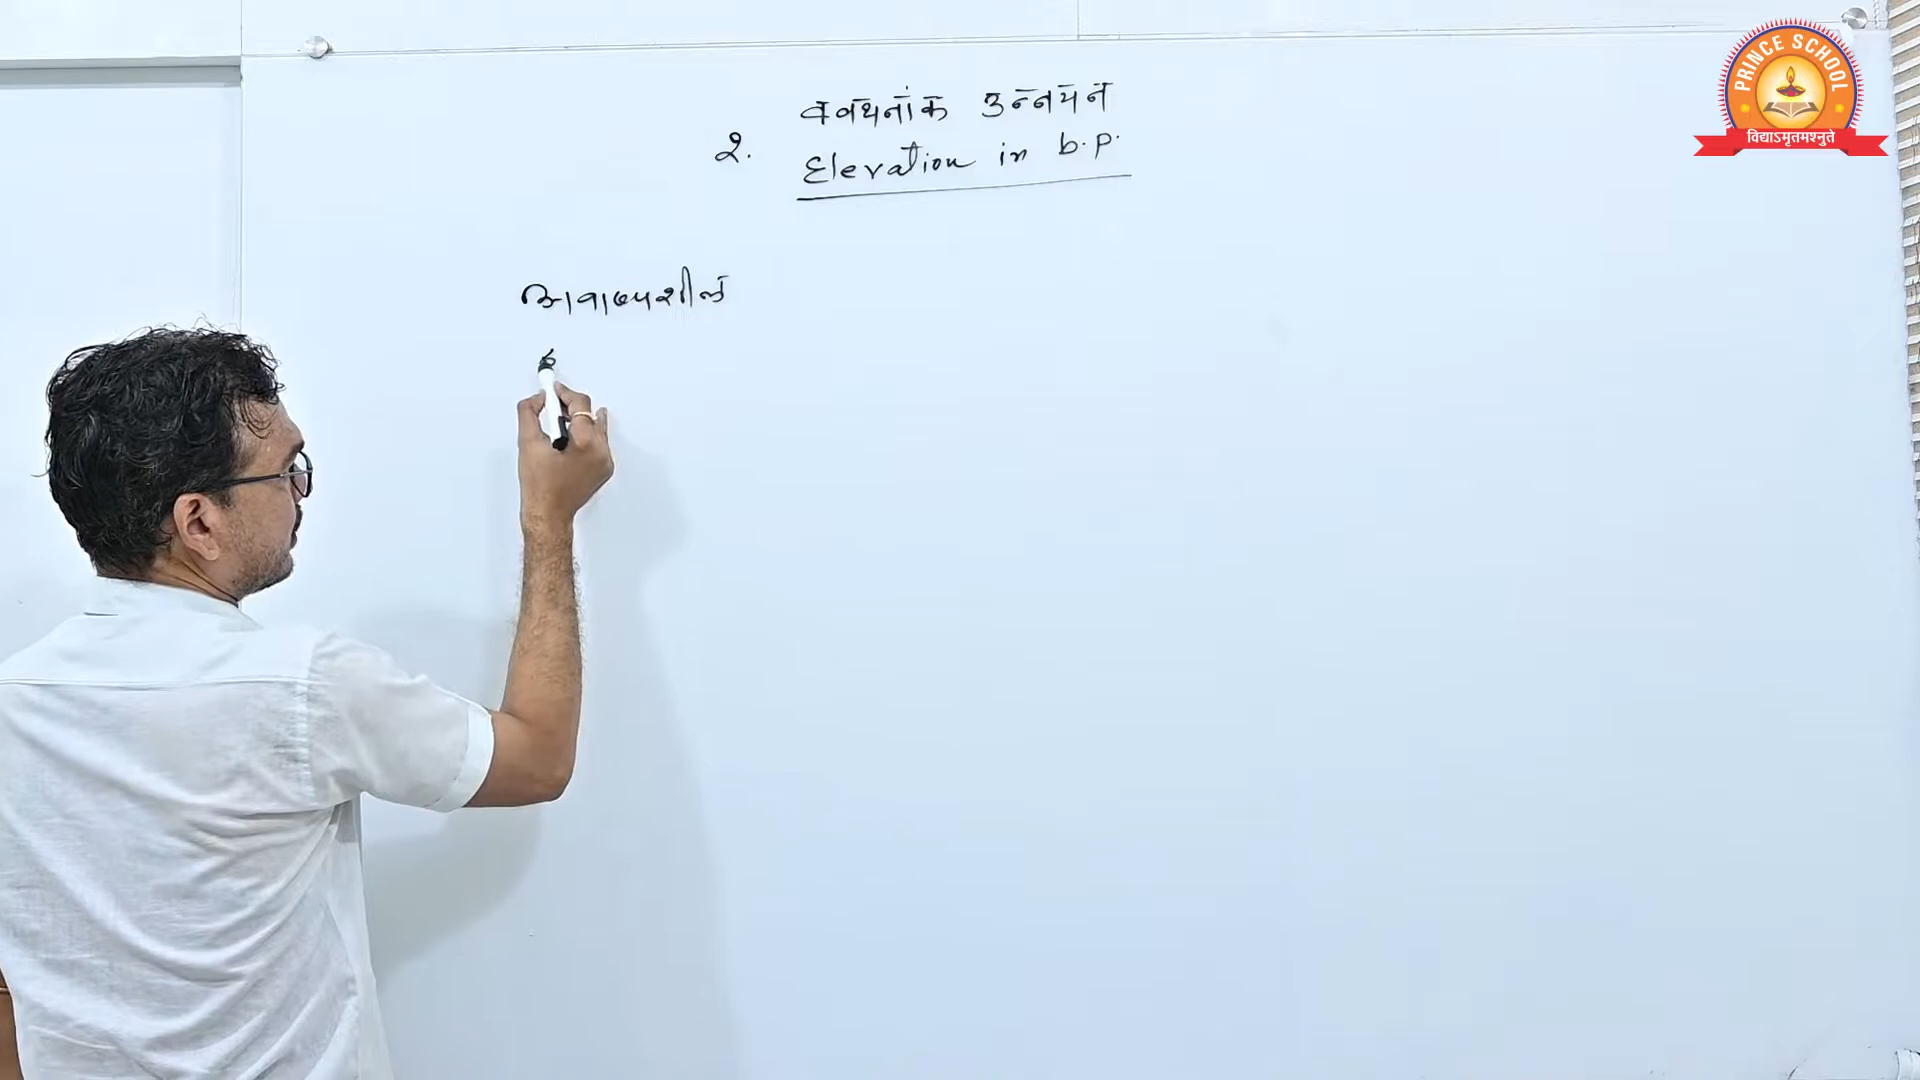 क्वथनांक उन्नयन
2. Elevation in b.p.
अवाष्पशील
PRINCE SCHOOL
विद्याऽमृतमश्नुते